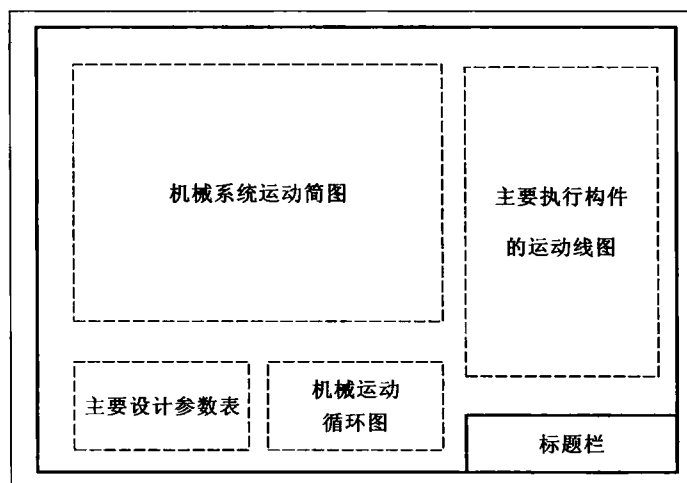 机械系统运动简图
主要执行构件
的运动线图
主要设计参数表
机械运动
循环图
标题栏